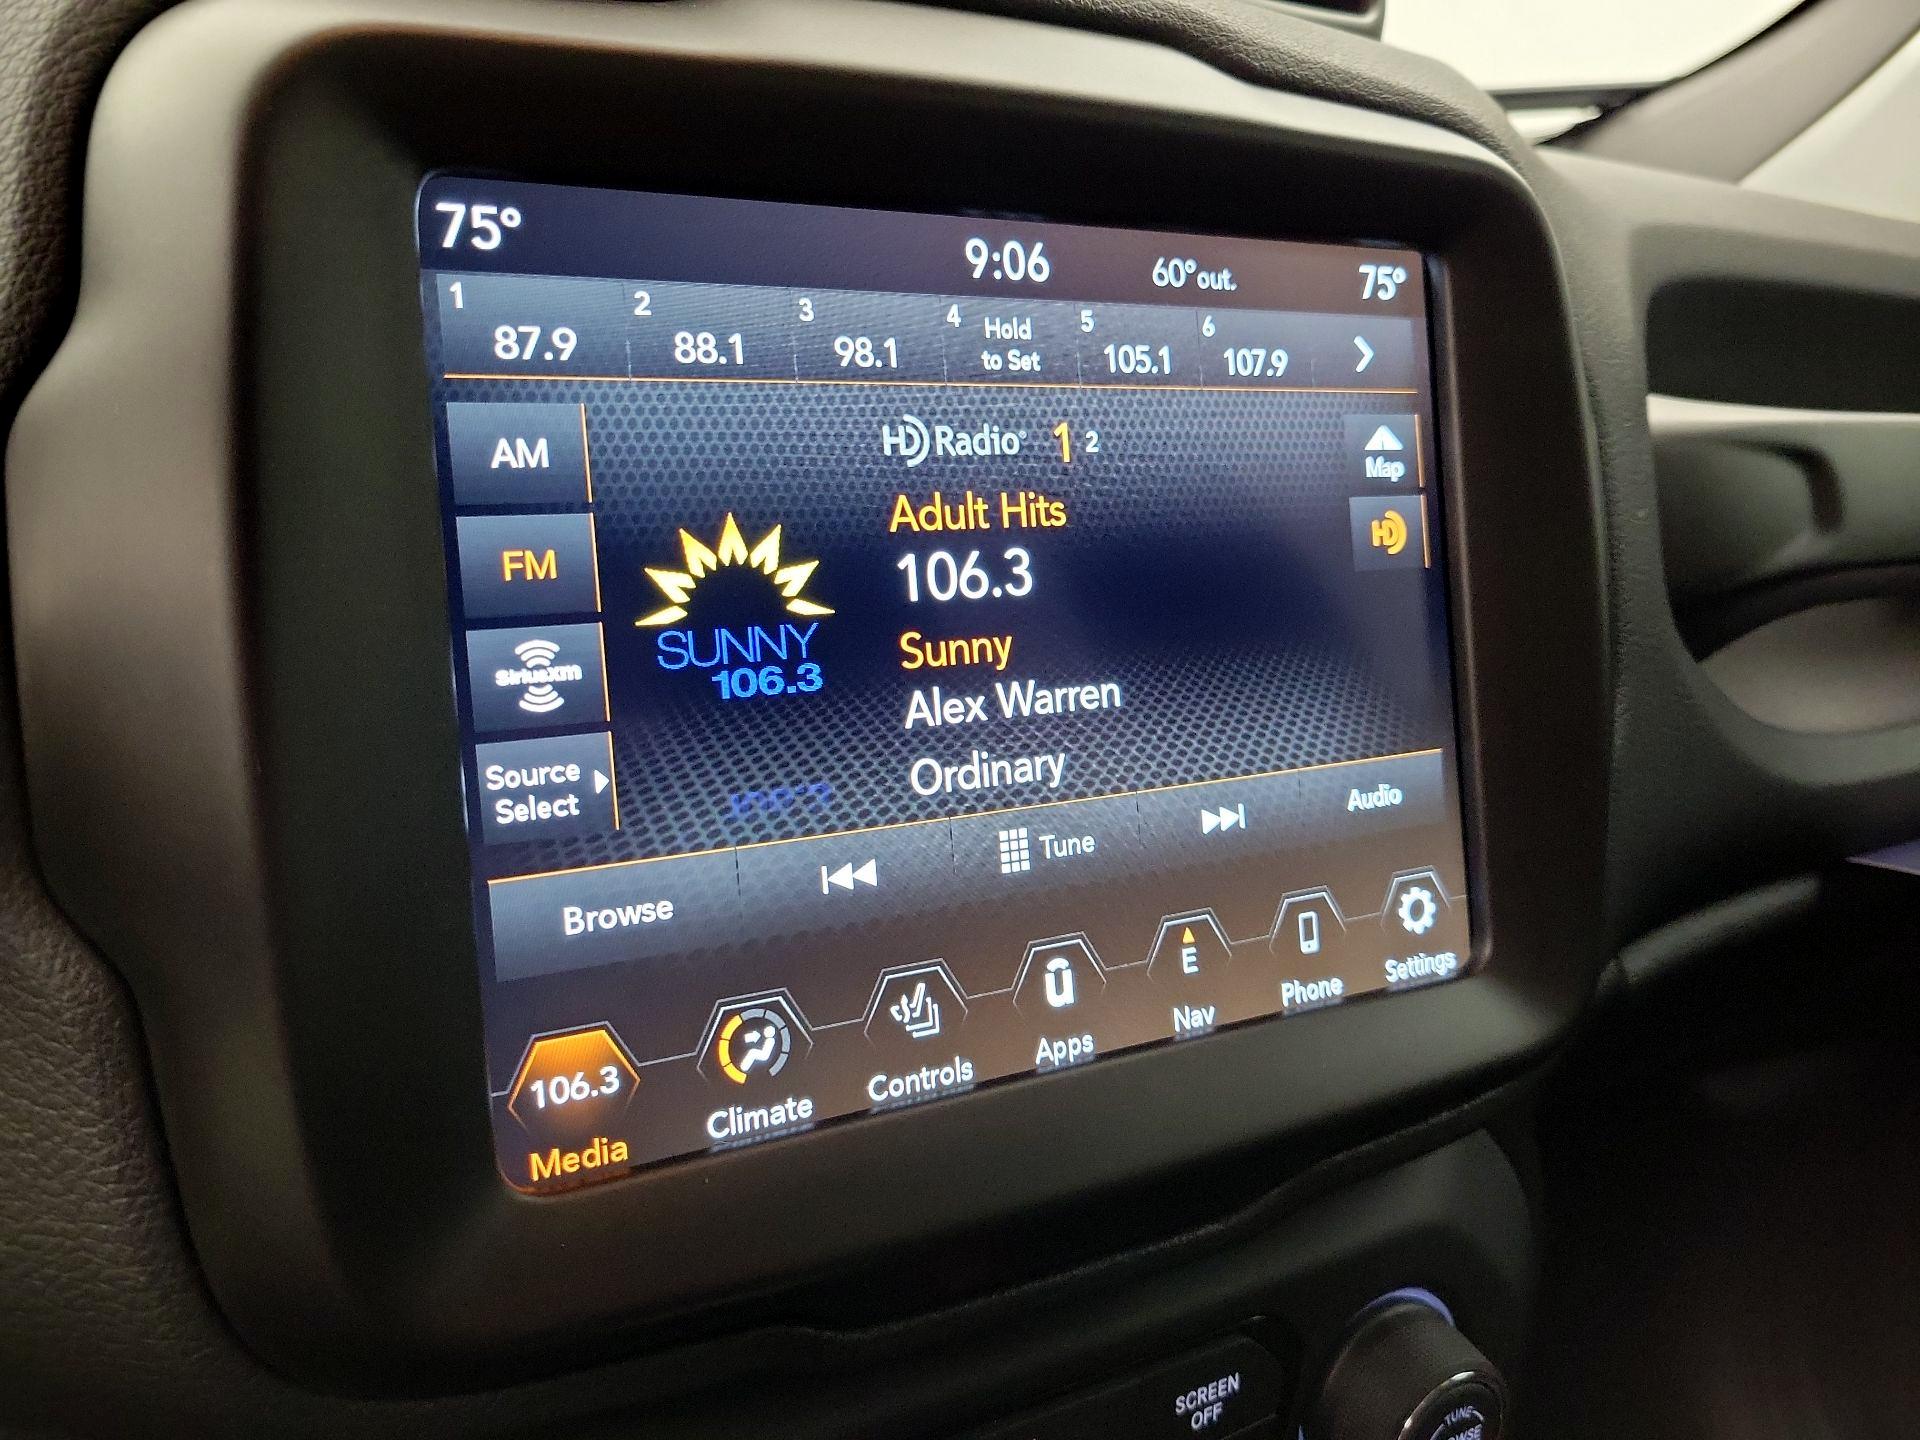 75°
9:06
60° out.
75°
1
87.9
2
88.1
3
98.1
4
Hold
to Set
5
105.1
6
107.9
AM
FM
SiriusXM
Source
Select
HD Radio® 1 2
Adult Hits
106.3
Sunny
Alex Warren
Ordinary
SUNNY
106.3
Map
HD
Browse
Tune
Audio
106.3
Media
Climate
Controls
u
Apps
E
Nav
Phone
Settings
SCREEN
OFF
TUNE